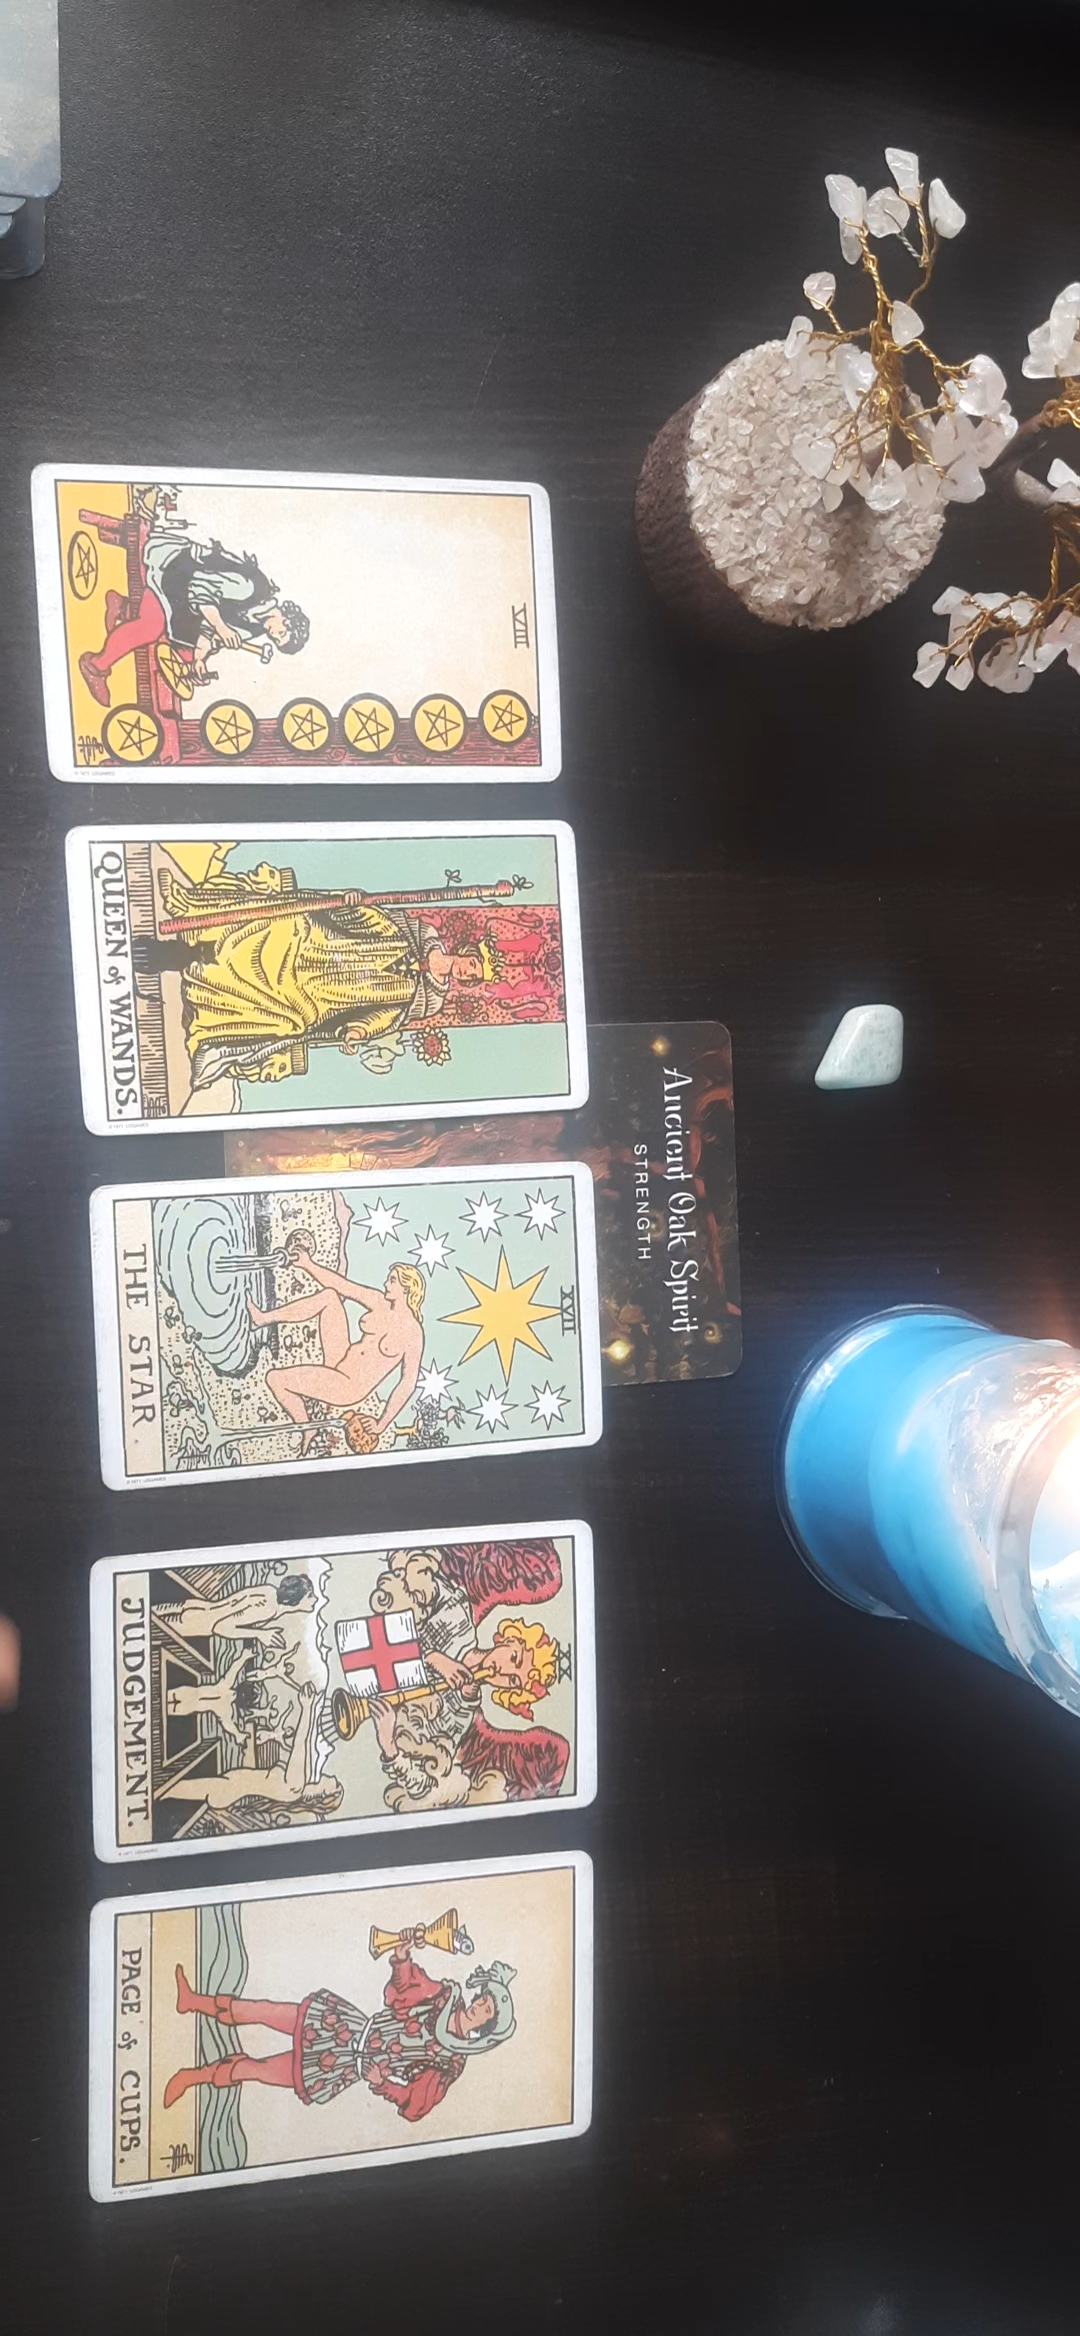 VIII
QUEEN of WANDS.
Ancient Oak Spirit
STRENGTH
XVII
THE STAR.
XX
JUDGEMENT.
PAGE of CUPS.